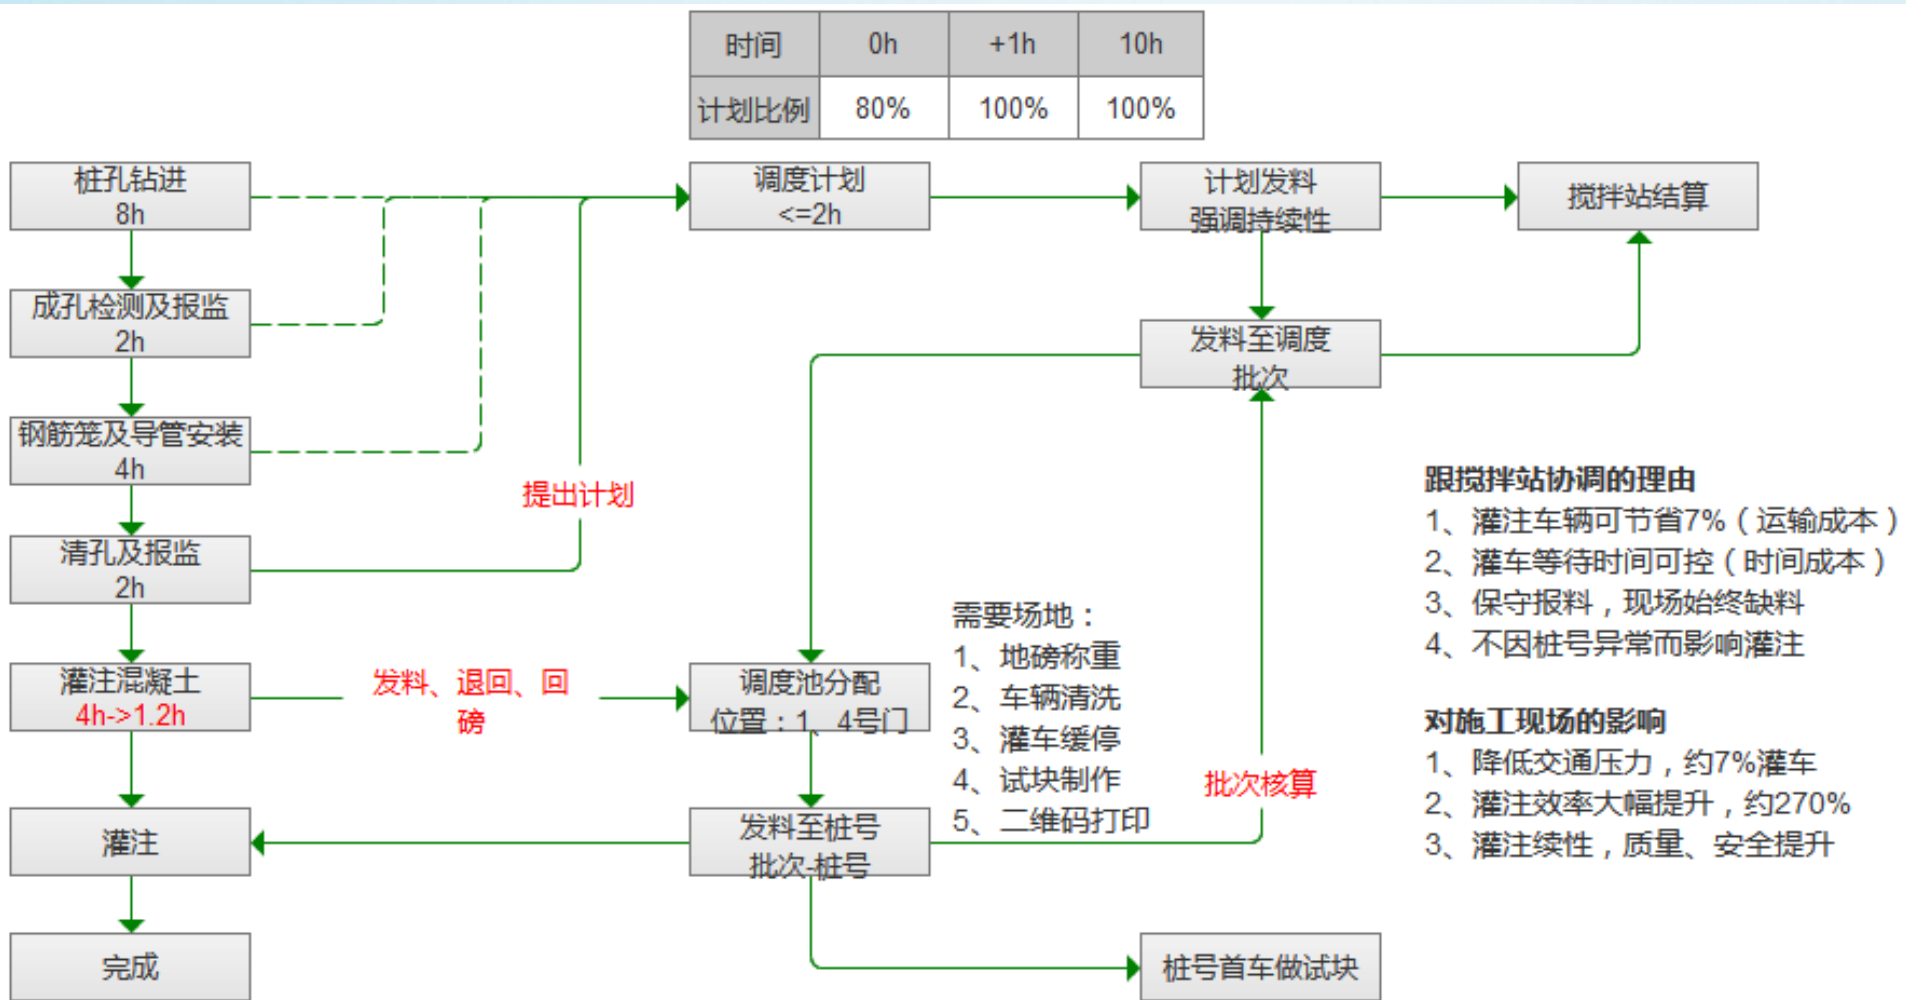 时间 0h +1h 10h
计划比例 80% 100% 100%
桩孔钻进
8h
调度计划
<=2h
计划发料
强调持续性
搅拌站结算
成孔检测及报监
2h
发料至调度
批次
钢筋笼及导管安装
4h
提出计划
清孔及报监
2h
灌注混凝土
4h->1.2h
发料、退回、回
磅
调度池分配
位置：1、4号门
需要场地：
1、地磅称重
2、车辆清洗
3、灌车缓停
4、试块制作
5、二维码打印
批次核算
跟搅拌站协调的理由
1、灌注车辆可节省7%（运输成本）
2、灌车等待时间可控（时间成本）
3、保守报料，现场始终缺料
4、不因桩号异常而影响灌注
对施工现场的影响
1、降低交通压力，约7%灌车
2、灌注效率大幅提升，约270%
3、灌注续性，质量、安全提升
灌注
发料至桩号
批次-桩号
完成
桩号首车做试块